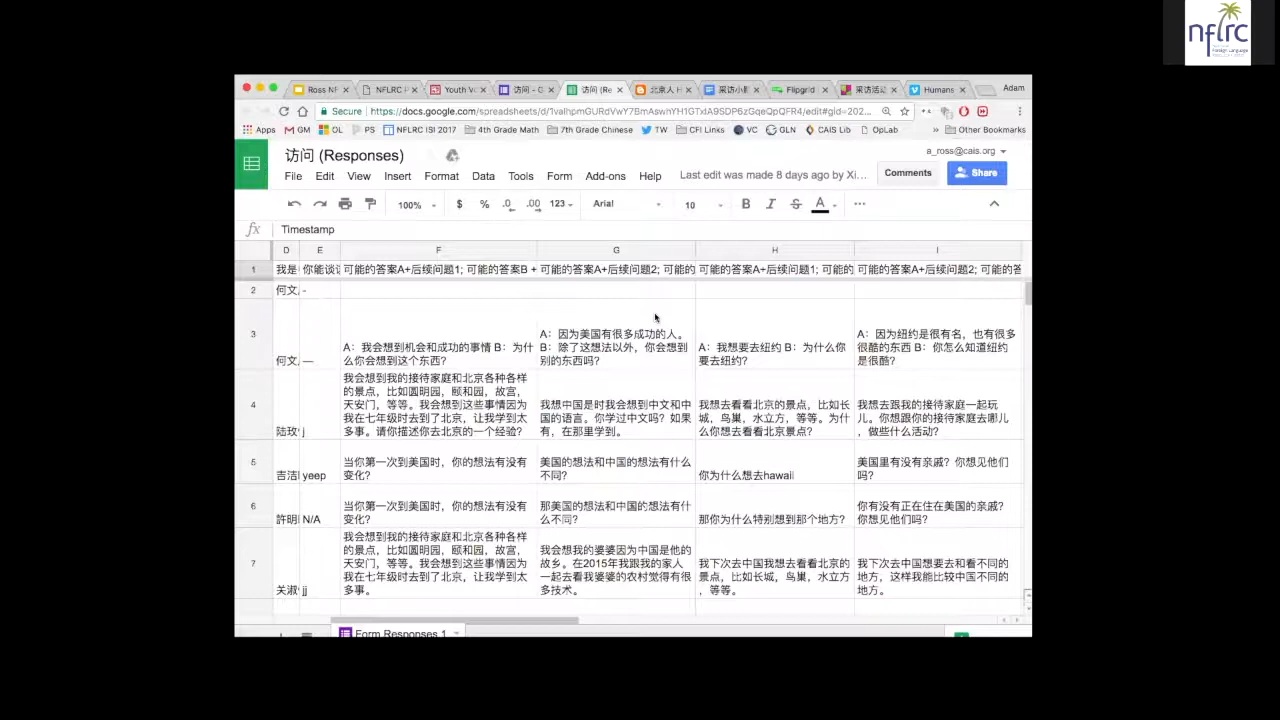 nflrc
Ross NF
NFLRC P
Youth V
访问 - G
访问 (Re
北京人 H
采访小
Flipgrid
采访活
Humans
Adam
Secure
https://docs.google.com/spreadsheets/d/1valhpmGURdVwY7BmAswhYH1GTxIA9SDP6zGqeQpQFR4/edit#gid=202...
Apps GM OL PS NFLRC ISI 2017 4th Grade Math 7th Grade Chinese TW CFI Links VC GLN CAIS Lib OpLab » Other Bookmarks
访问 (Responses)
a_ross@cais.org
File Edit View Insert Format Data Tools Form Add-ons Help Last edit was made 8 days ago by Xi...
Comments
Share
100% $ % .0 .00 123 Arial 10 B I S A ...
fx Timestamp
D E F G H I
1 我是 你能谈谈 可能的答案A+后续问题1; 可能的答案B + 可能的答案A+后续问题2; 可能的 可能的答案A+后续问题1; 可能的 可能的答案A+后续问题2; 可能的答
2 何文 -
3 何文 —
A：我会想到机会和成功的事情 B：为什
么你会想到这个东西?
A：因为美国有很多成功的人。
B：除了这想法以外，你会想到
别的东西吗?
A：我想要去纽约 B：为什么你
要去纽约?
A：因为纽约是很有名，也有很多
很酷的东西 B：你怎么知道纽约
是很酷?
4 陆玫 j
我会想到我的接待家庭和北京各种各样
的景点，比如圆明园，颐和园，故宫，
天安门，等等。我会想到这些事情因为
我在七年级时去到了北京，让我学到太
多事。请你描述你去北京的一个经验?
我想中国是时我会想到中文和中
国的语言。你学过中文吗? 如果
有，在那里学到。
我想去看看北京的景点，比如长
城，鸟巢，水立方，等等。为什
么你想去看看北京景点?
我想去跟我的接待家庭一起玩
儿。你想跟你的接待家庭去哪儿
，做些什么活动?
5 吉洁 yeep
当你第一次到美国时，你的想法有没有
变化?
美国的想法和中国的想法有什么
不同?
你为什么想去hawaii
美国里有没有亲戚? 你想见他们
吗?
6 許明 N/A
当你第一次到美国时，你的想法有没有
变化?
那美国的想法和中国的想法有什
么不同?
那你为什么特别想到那个地方?
你有没有正在住在美国的亲戚?
你想见他们吗?
7 关淑 jj
我会想到我的接待家庭和北京各种各样
的景点，比如圆明园，颐和园，故宫，
天安门，等等。我会想到这些事情因为
我在七年级时去到了北京，让我学到太
多事。
我会想我的婆婆因为中国是他的
故乡。在2015年我跟我的家人
一起去看我婆婆的农村觉得有很
多技术。
我下次去中国我想去看看北京的
景点，比如长城，鸟巢，水立方
，等等。
我下次去中国想要去和看不同的
地方，这样我能比较中国不同的
地方。
Form Responses 1